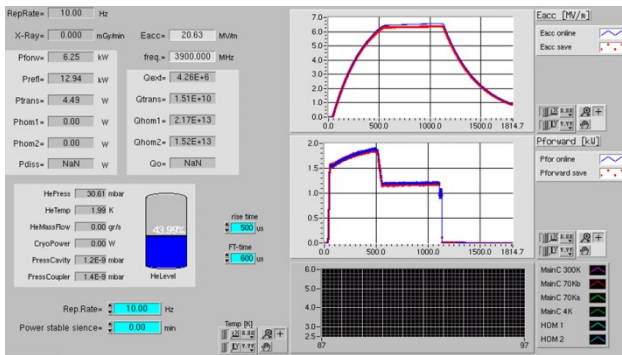 RepRate= 10.00 Hz
X-Ray= 0.000 mGy/min Eacc= 20.63 MV/m
Pforw= 6.25 kW freq.= 3900.000 MHz
Prefl= 12.94 kW Qext= 4.26E+6
Ptrans= 4.49 W Qtrans= 1.51E+10
Phom1= 0.00 W Qhom1= 2.17E+13
Phom2= 0.00 W Qhom2= 1.52E+13
Pdiss= NaN W Qo= NaN
HePress 30.61 mbar
HeTemp 1.99 K
HeMassFlow 0.00 gr/s
CryoPower 0.00 W
PressCavity 1.2E-9 mbar
PressCoupler 1.4E-9 mbar
43.99%
HeLevel
rise time
500 us
FT-time
600 us
Rep.Rate= 10.00 Hz
Power stable sience= 0.00 min
Temp [K]
7.0
6.0
5.0
4.0
3.0
2.0
1.0
0.0
0.0 500.0 1000.0 1500.0 1814.7
Eacc [MV/m]
Eacc online
Eacc save
2.0
1.5
1.0
0.5
0.0
0.0 500.0 1000.0 1500.0 1814.7
Pforward [kW]
Pfor online
Pforward save
6.0
5.0
4.0
3.0
2.5
87 97
MainC 300K
MainC 70Kb
MainC 70Ka
MainC 4K
HOM 1
HOM 2